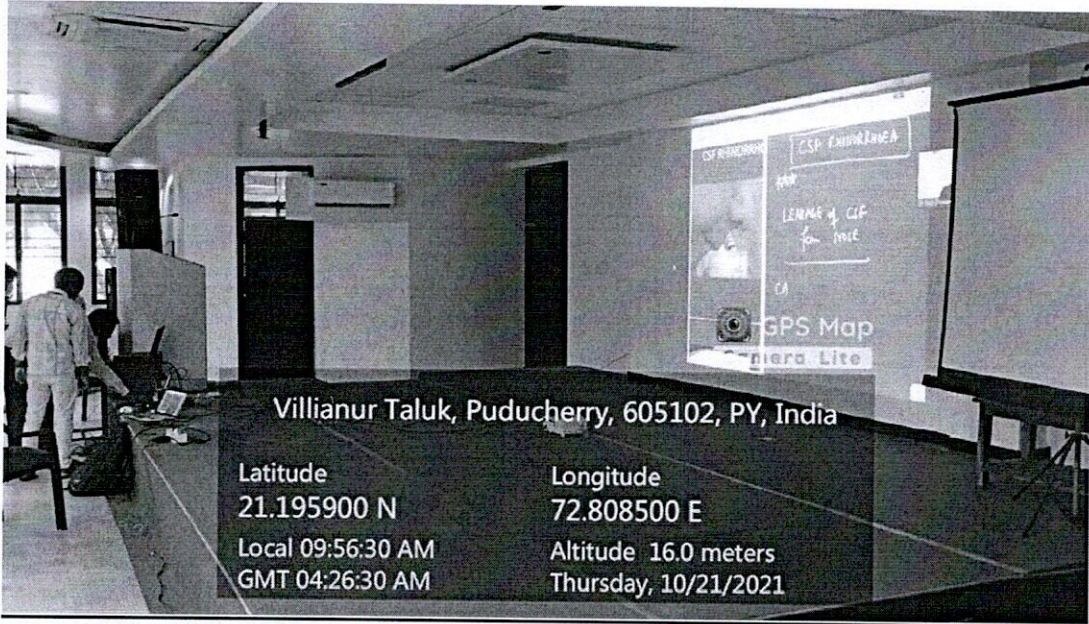 CSF RHINORRHO
CSF RHINORRHOEA
LEAKAGE of CSF
from NOSE
CA
GPS Map
Camera Lite
Villianur Taluk, Puducherry, 605102, PY, India
Latitude
21.195900 N
Longitude
72.808500 E
Local 09:56:30 AM
GMT 04:26:30 AM
Altitude 16.0 meters
Thursday, 10/21/2021